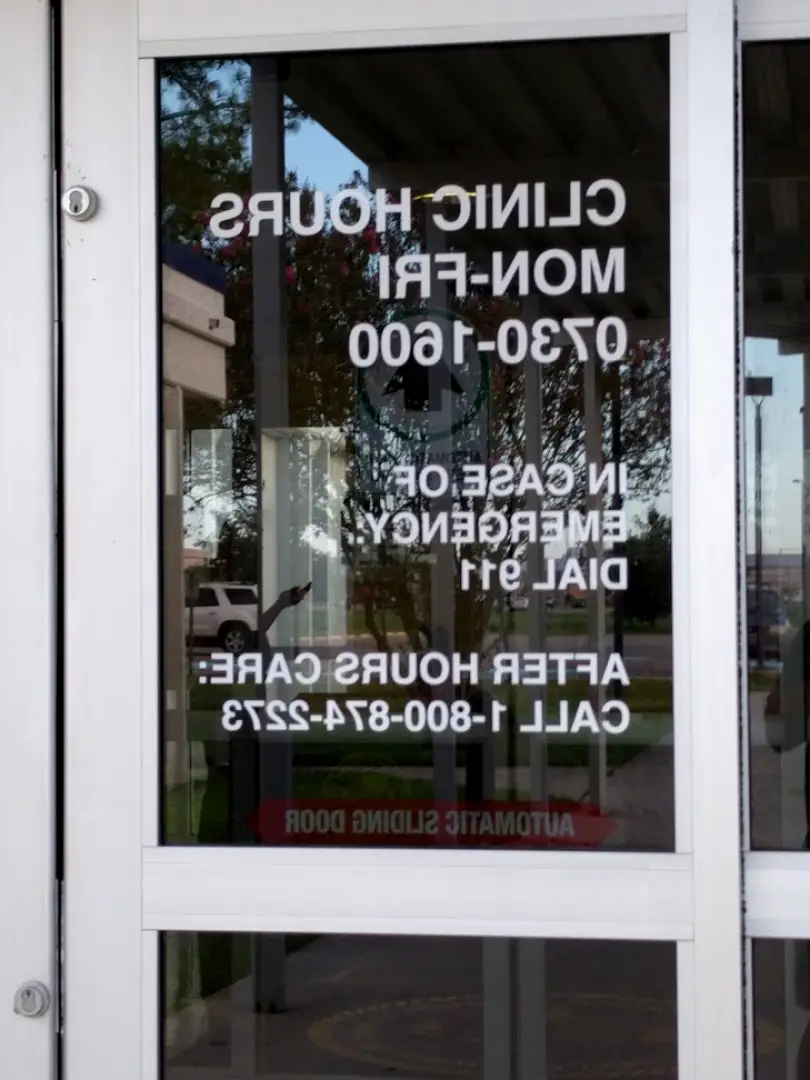 CLINIC HOURS
MON-FRI
0730-1600
IN CASE OF
EMERGENCY:
DIAL 911
AFTER HOURS CARE:
CALL 1-800-874-2273
AUTOMATIC SLIDING DOOR